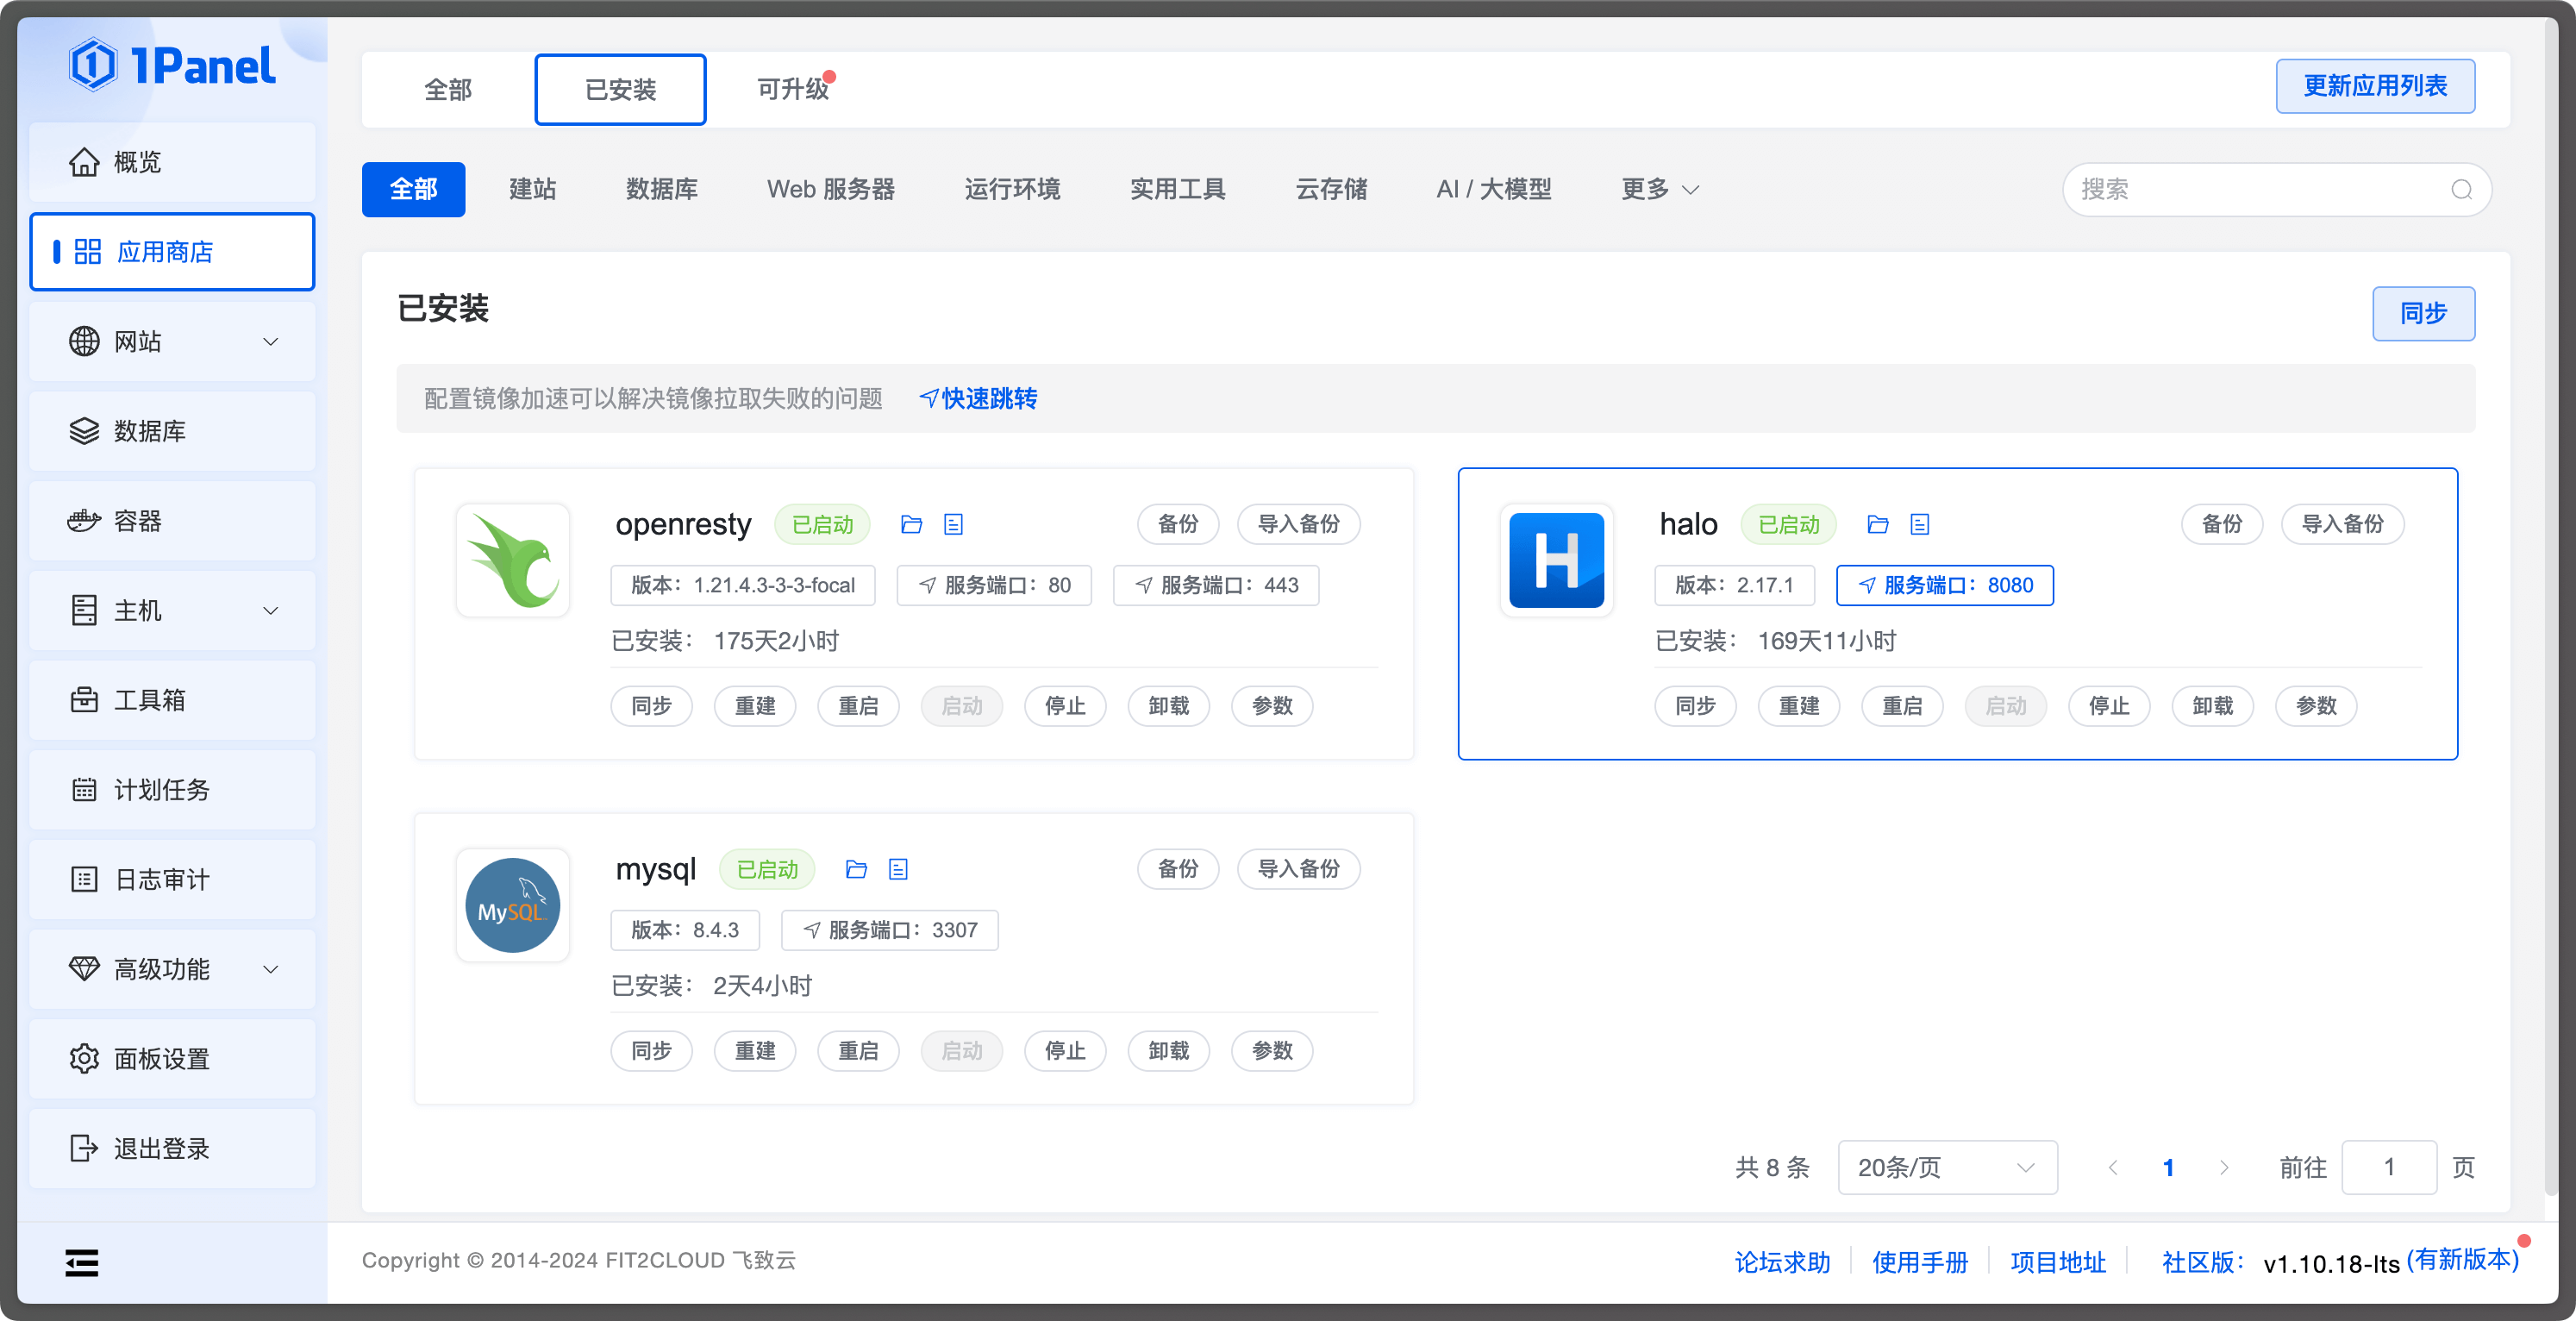 1Panel
概览
应用商店
网站
数据库
容器
主机
工具箱
计划任务
日志审计
高级功能
面板设置
退出登录
全部 已安装 可升级 更新应用列表
全部 建站 数据库 Web 服务器 运行环境 实用工具 云存储 AI / 大模型 更多 搜索
已安装 同步
配置镜像加速可以解决镜像拉取失败的问题 快速跳转
openresty 已启动 备份 导入备份
版本：1.21.4.3-3-3-focal 服务端口：80 服务端口：443
已安装： 175天2小时
同步 重建 重启 启动 停止 卸载 参数
H
halo 已启动 备份 导入备份
版本：2.17.1 服务端口：8080
已安装： 169天11小时
同步 重建 重启 启动 停止 卸载 参数
MySQL
mysql 已启动 备份 导入备份
版本：8.4.3 服务端口：3307
已安装： 2天4小时
同步 重建 重启 启动 停止 卸载 参数
共 8 条 20条/页 1 前往 1 页
Copyright © 2014-2024 FIT2CLOUD 飞致云 论坛求助 使用手册 项目地址 社区版： v1.10.18-lts (有新版本)